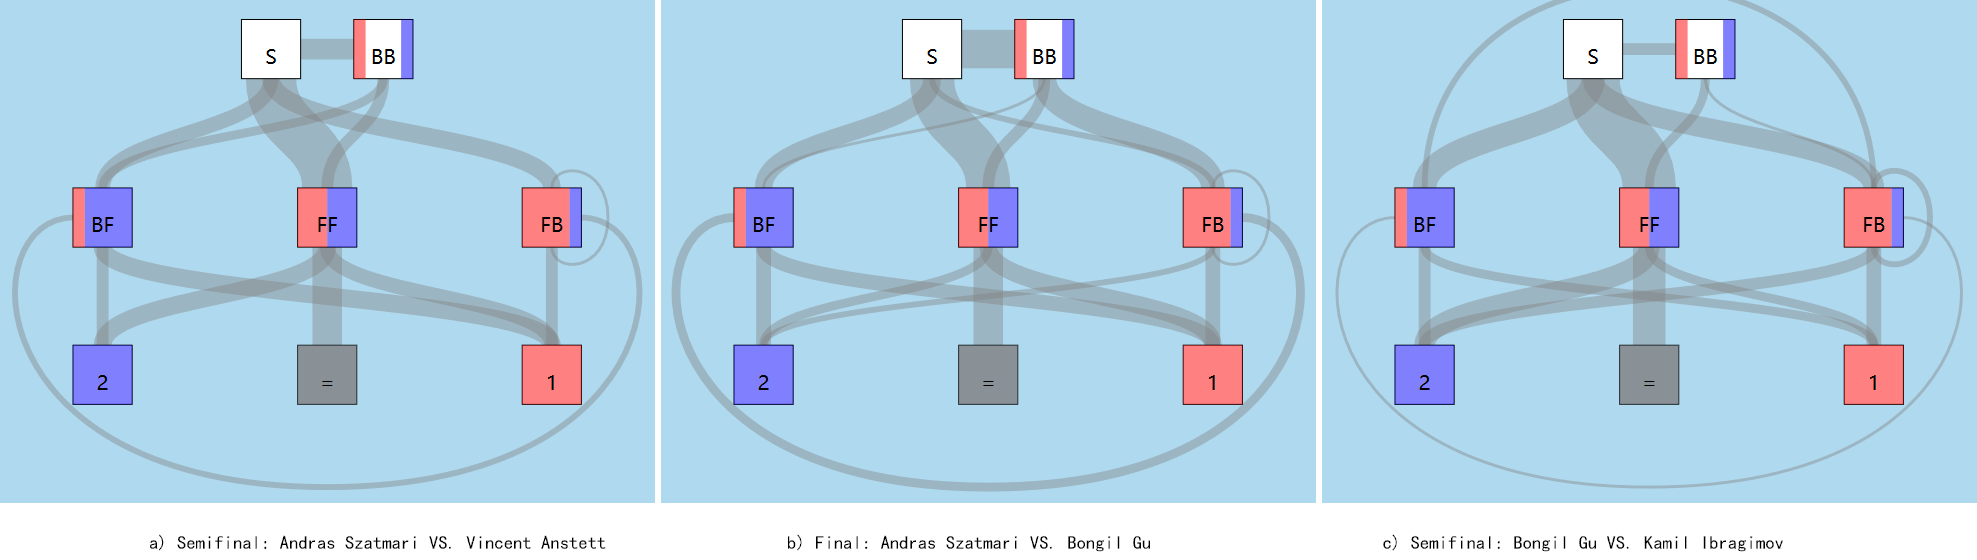 S BB S BB S BB
BF FF FB BF FF FB BF FF FB
2 = 1 2 = 1 2 = 1
a) Semifinal: Andras Szatmari VS. Vincent Anstett b) Final: Andras Szatmari VS. Bongil Gu c) Semifinal: Bongil Gu VS. Kamil Ibragimov